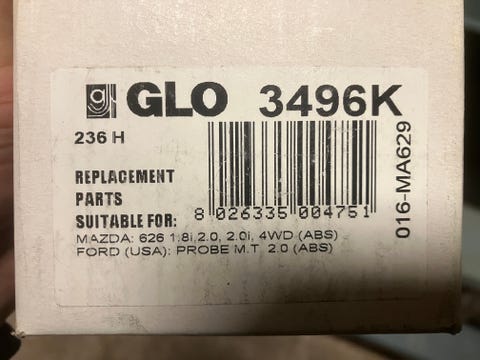 g GLO 3496K
236 H
REPLACEMENT
PARTS
SUITABLE FOR:
8 026335 004751
016-MA629
MAZDA: 626 1.8i,2.0, 2.0i, 4WD (ABS)
FORD (USA): PROBE M.T. 2.0 (ABS)